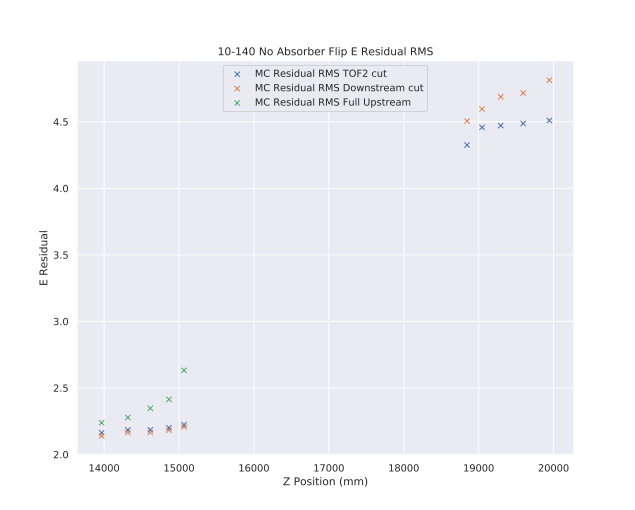 10-140 No Absorber Flip E Residual RMS
MC Residual RMS TOF2 cut
MC Residual RMS Downstream cut
MC Residual RMS Full Upstream
4.5
4.0
3.5
3.0
2.5
2.0
E Residual
14000 15000 16000 17000 18000 19000 20000
Z Position (mm)